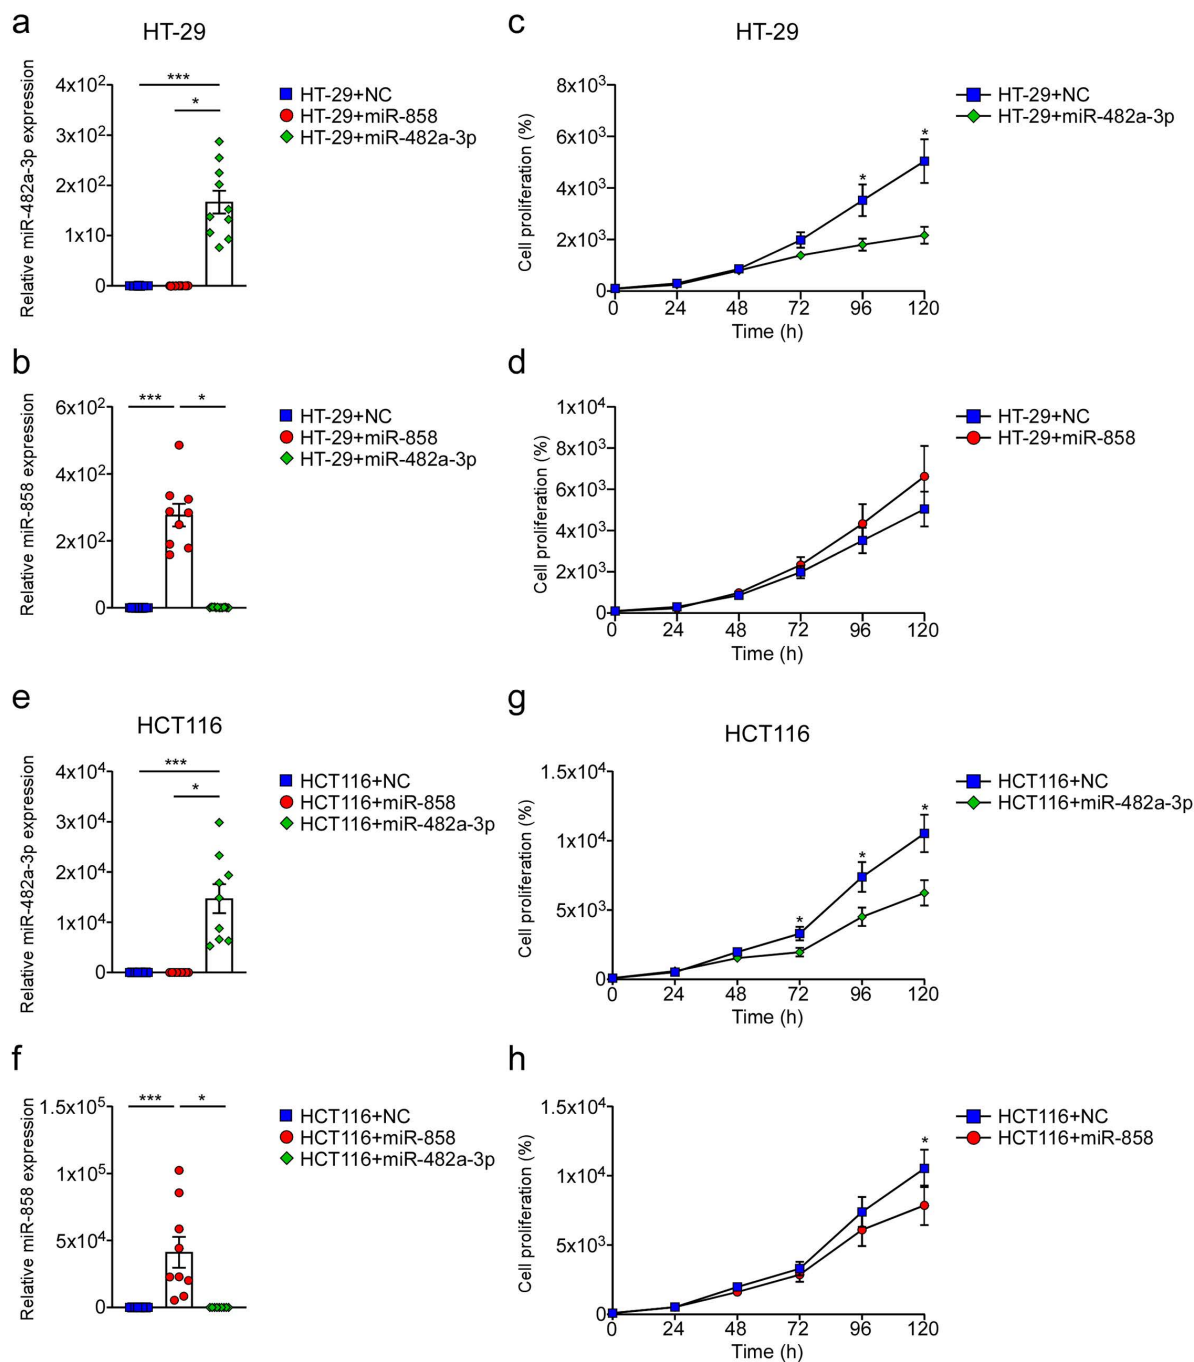 a
HT-29
Relative miR-482a-3p expression
4x10²
3x10²
2x10²
1x10
0
***
*
HT-29+NC
HT-29+miR-858
HT-29+miR-482a-3p
c
HT-29
Cell proliferation (%)
8x10³
6x10³
4x10³
2x10³
0
*
*
0 24 48 72 96 120
Time (h)
HT-29+NC
HT-29+miR-482a-3p
b
Relative miR-858 expression
6x10²
4x10²
2x10²
0
*** *
HT-29+NC
HT-29+miR-858
HT-29+miR-482a-3p
d
Cell proliferation (%)
1x10⁴
8x10³
6x10³
4x10³
2x10³
0
0 24 48 72 96 120
Time (h)
HT-29+NC
HT-29+miR-858
e
HCT116
Relative miR-482a-3p expression
4x10⁴
3x10⁴
2x10⁴
1x10⁴
0
***
*
HCT116+NC
HCT116+miR-858
HCT116+miR-482a-3p
g
HCT116
Cell proliferation (%)
1.5x10⁴
1x10⁴
5x10³
0
*
*
*
0 24 48 72 96 120
Time (h)
HCT116+NC
HCT116+miR-482a-3p
f
Relative miR-858 expression
1.5x10⁵
1x10⁵
5x10⁴
0
*** *
HCT116+NC
HCT116+miR-858
HCT116+miR-482a-3p
h
Cell proliferation (%)
1.5x10⁴
1x10⁴
5x10³
0
*
0 24 48 72 96 120
Time (h)
HCT116+NC
HCT116+miR-858